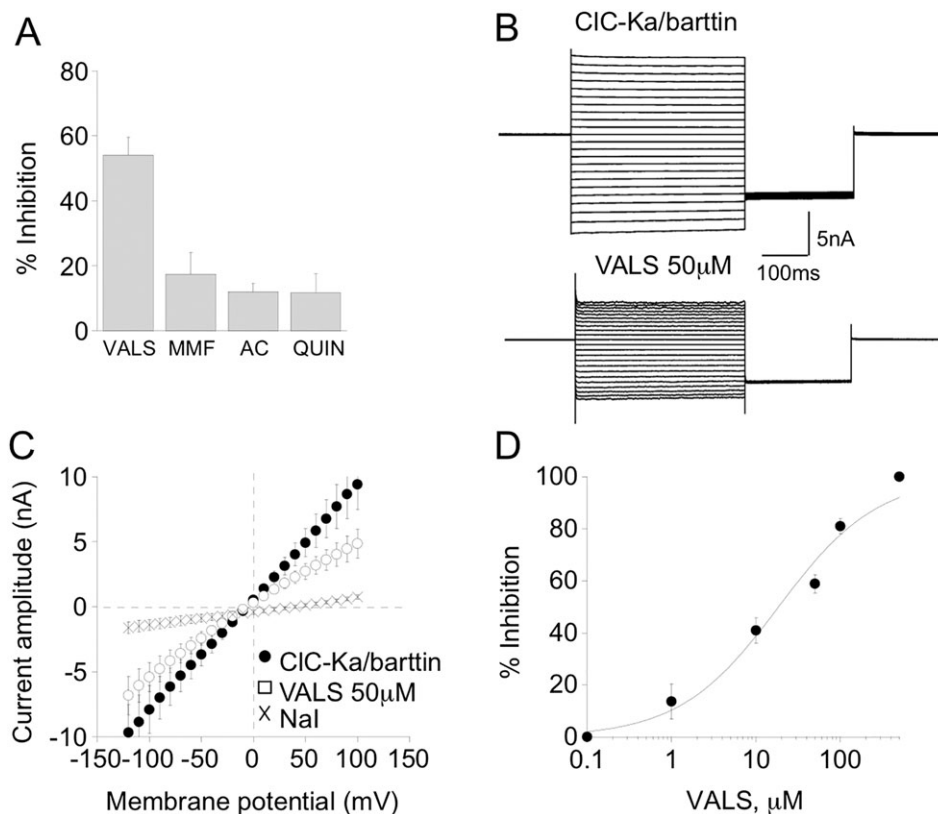 A
80
60
40
20
0
% Inhibition
VALS MMF AC QUIN
B
ClC-Ka/barttin
5nA
100ms
VALS 50μM
C
10
5
0
-5
-10
Current amplitude (nA)
-150 -100 -50 0 50 100 150
Membrane potential (mV)
ClC-Ka/barttin
VALS 50μM
NaI
D
100
80
60
40
20
0
% Inhibition
0.1 1 10 100
VALS, μM